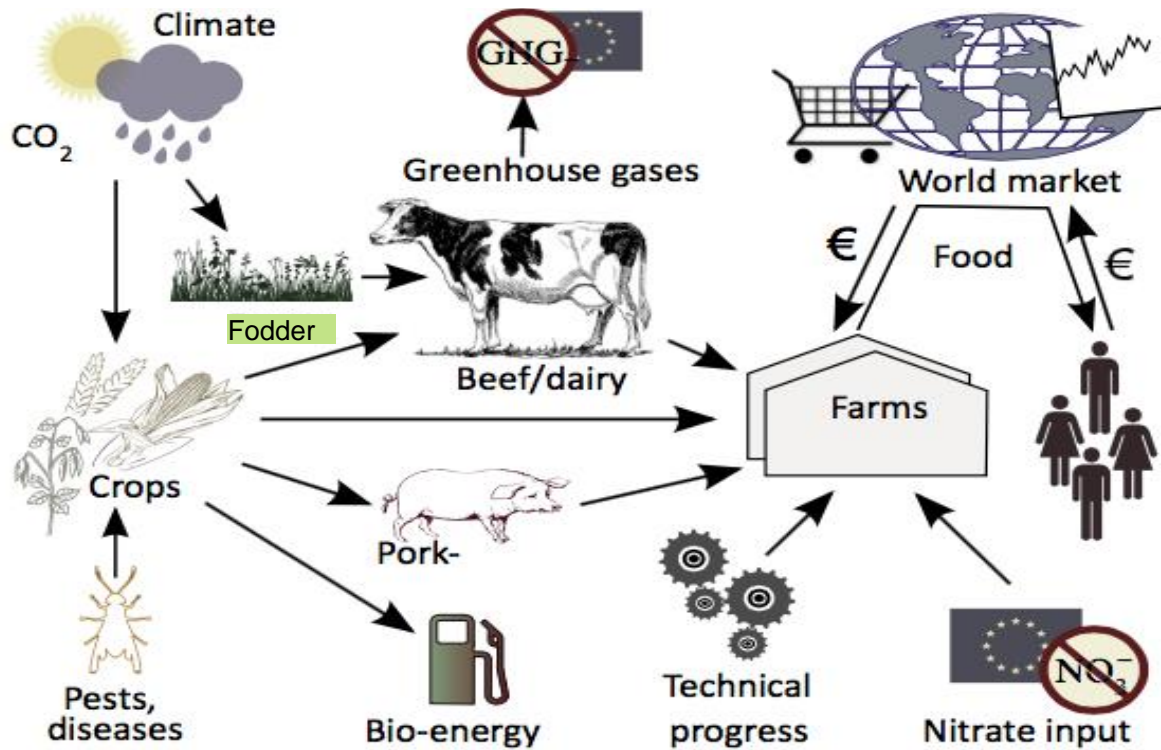 Climate
GHG
CO₂
Greenhouse gases
World market
€
Food
€
Fodder
Beef/dairy
Farms
Crops
Pork-
Pests,
diseases
Bio-energy
Technical
progress
NO₃⁻
Nitrate input